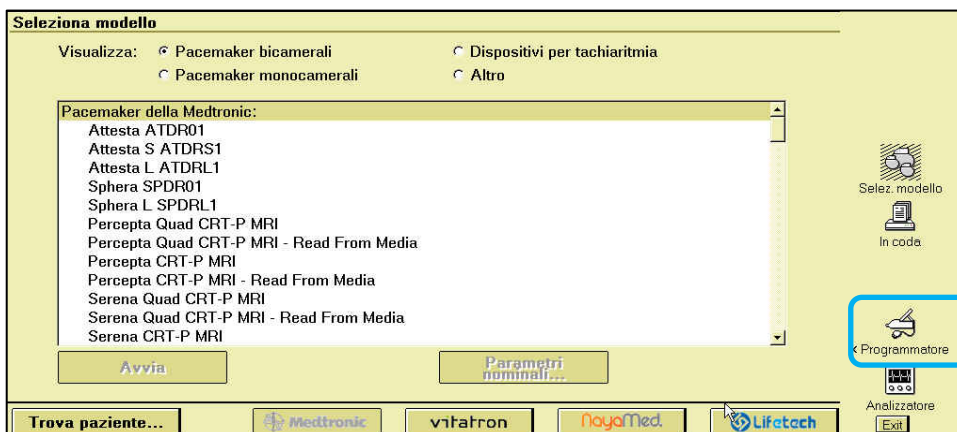 Seleziona modello
Visualizza: Pacemaker bicamerali Dispositivi per tachiaritmia
Pacemaker monocamerali Altro
Pacemaker della Medtronic:
Attesta ATDR01
Attesta S ATDRS1
Attesta L ATDRL1
Sphera SPDR01
Sphera L SPDRL1
Percepta Quad CRT-P MRI
Percepta Quad CRT-P MRI - Read From Media
Percepta CRT-P MRI
Percepta CRT-P MRI - Read From Media
Serena Quad CRT-P MRI
Serena Quad CRT-P MRI - Read From Media
Serena CRT-P MRI
Avvia
Parametri
nominali...
Selez. modello
In coda
< Programmatore
Analizzatore
Exit
Trova paziente... Medtronic vitatron NayaMed. Lifetech